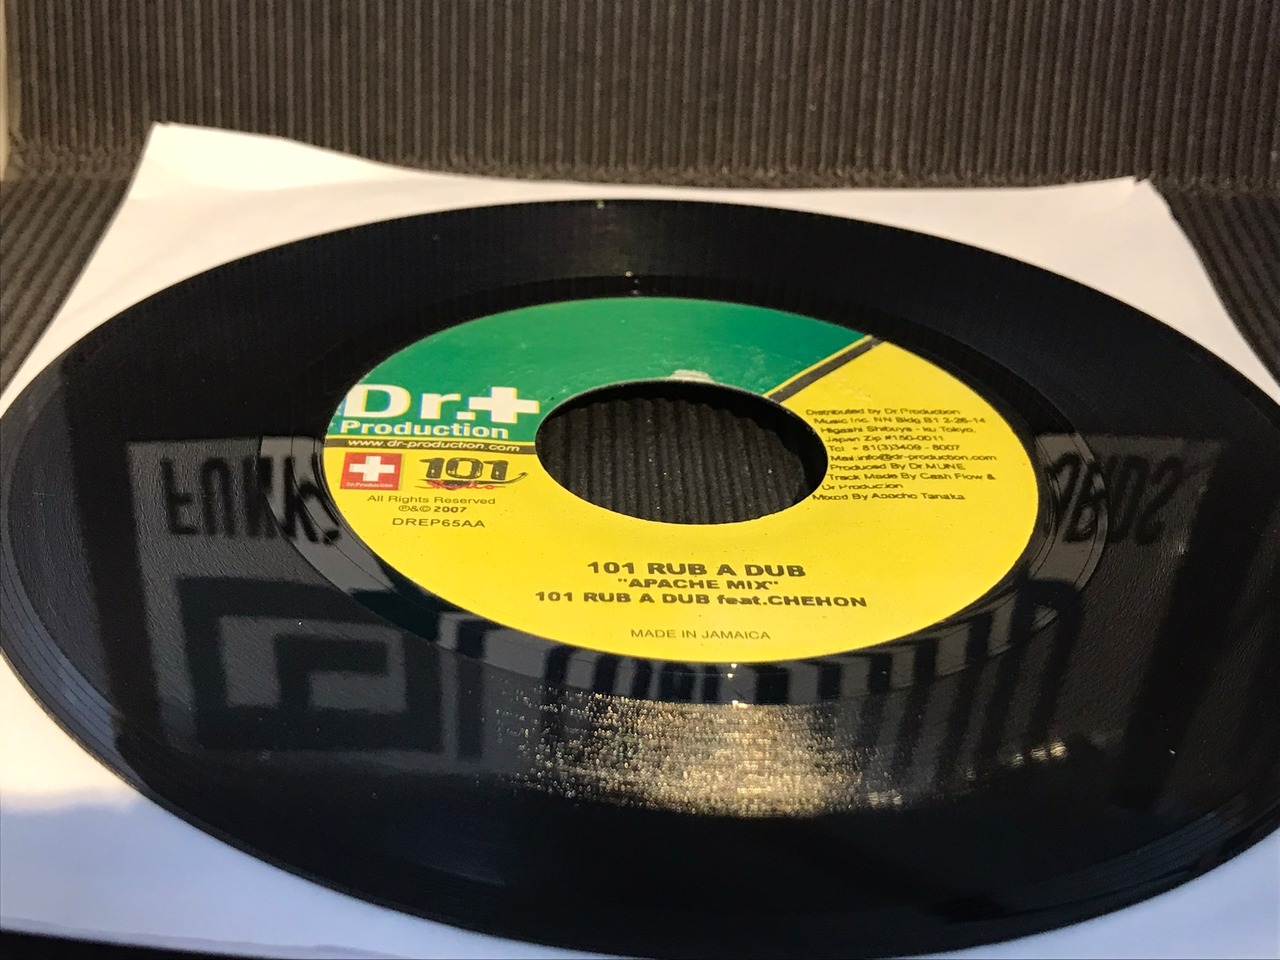 Dr.
Production
www.dr-production.com
Dr.Production
101
All Rights Reserved
℗&© 2007
DREP65AA
Distributed by Dr.Production
Music Inc. NN Bldg B1 2-26-14
Higashi Shibuya - ku Tokyo,
Japan Zip #150-0011
Tel: + 81(3)3409 - 8007
Mail:info@dr-production.com
Produced By Dr.MUNE
Track Made By Cash Flow &
Dr.Production
Mixed By Apache Tanaka
101 RUB A DUB
"APACHE MIX"
101 RUB A DUB feat.CHEHON
MADE IN JAMAICA